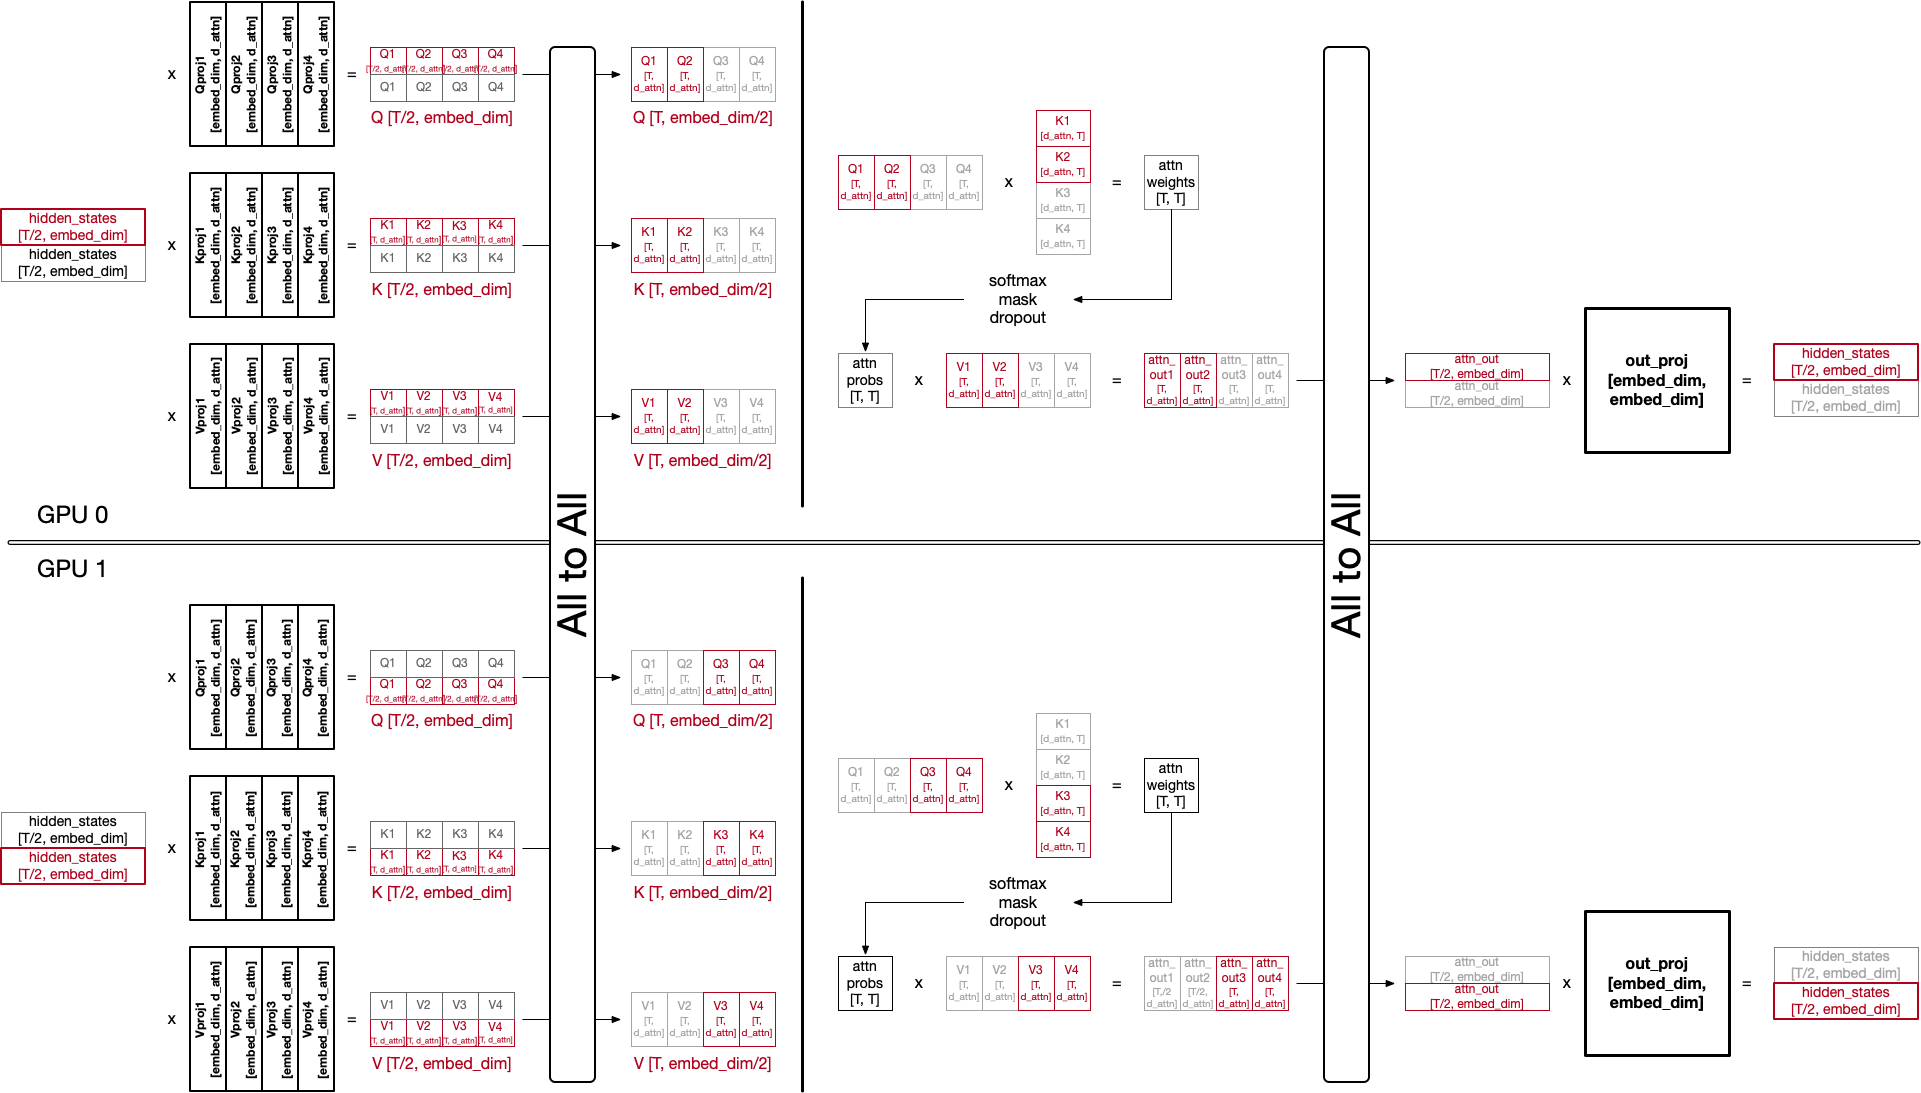 Qproj1
[embed_dim, d_attn]
Qproj2
[embed_dim, d_attn]
Qproj3
[embed_dim, d_attn]
Qproj4
[embed_dim, d_attn]
x
=
Q1 Q2 Q3 Q4
[T/2, d_attn] [T/2, d_attn] [T/2, d_attn] [T/2, d_attn]
Q1 Q2 Q3 Q4
Q [T/2, embed_dim]
Q1 Q2 Q3 Q4
[T, [T, [T, [T,
d_attn] d_attn] d_attn] d_attn]
Q [T, embed_dim/2]
hidden_states
[T/2, embed_dim]
hidden_states
[T/2, embed_dim]
x
Kproj1
[embed_dim, d_attn]
Kproj2
[embed_dim, d_attn]
Kproj3
[embed_dim, d_attn]
Kproj4
[embed_dim, d_attn]
=
K1 K2 K3 K4
[T, d_attn] [T, d_attn] [T, d_attn] [T, d_attn]
K1 K2 K3 K4
K [T/2, embed_dim]
K1 K2 K3 K4
[T, [T, [T, [T,
d_attn] d_attn] d_attn] d_attn]
K [T, embed_dim/2]
x
Vproj1
[embed_dim, d_attn]
Vproj2
[embed_dim, d_attn]
Vproj3
[embed_dim, d_attn]
Vproj4
[embed_dim, d_attn]
=
V1 V2 V3 V4
[T, d_attn] [T, d_attn] [T, d_attn] [T, d_attn]
V1 V2 V3 V4
V [T/2, embed_dim]
V1 V2 V3 V4
[T, [T, [T, [T,
d_attn] d_attn] d_attn] d_attn]
V [T, embed_dim/2]
All to All
Q1 Q2 Q3 Q4
[T, [T, [T, [T,
d_attn] d_attn] d_attn] d_attn]
x
K1
[d_attn, T]
K2
[d_attn, T]
K3
[d_attn, T]
K4
[d_attn, T]
=
attn
weights
[T, T]
softmax
mask
dropout
attn
probs
[T, T]
x
V1 V2 V3 V4
[T, [T, [T, [T,
d_attn] d_attn] d_attn] d_attn]
=
attn_ attn_ attn_ attn_
out1 out2 out3 out4
[T, [T, [T, [T,
d_attn] d_attn] d_attn] d_attn]
All to All
attn_out
[T/2, embed_dim]
attn_out
[T/2, embed_dim]
x
out_proj
[embed_dim,
embed_dim]
=
hidden_states
[T/2, embed_dim]
hidden_states
[T/2, embed_dim]
GPU 0
GPU 1
x
Qproj1
[embed_dim, d_attn]
Qproj2
[embed_dim, d_attn]
Qproj3
[embed_dim, d_attn]
Qproj4
[embed_dim, d_attn]
=
Q1 Q2 Q3 Q4
Q1 Q2 Q3 Q4
[T/2, d_attn] [T/2, d_attn] [T/2, d_attn] [T/2, d_attn]
Q [T/2, embed_dim]
Q1 Q2 Q3 Q4
[T, [T, [T, [T,
d_attn] d_attn] d_attn] d_attn]
Q [T, embed_dim/2]
hidden_states
[T/2, embed_dim]
hidden_states
[T/2, embed_dim]
x
Kproj1
[embed_dim, d_attn]
Kproj2
[embed_dim, d_attn]
Kproj3
[embed_dim, d_attn]
Kproj4
[embed_dim, d_attn]
=
K1 K2 K3 K4
K1 K2 K3 K4
[T, d_attn] [T, d_attn] [T, d_attn] [T, d_attn]
K [T/2, embed_dim]
K1 K2 K3 K4
[T, [T, [T, [T,
d_attn] d_attn] d_attn] d_attn]
K [T, embed_dim/2]
x
Vproj1
[embed_dim, d_attn]
Vproj2
[embed_dim, d_attn]
Vproj3
[embed_dim, d_attn]
Vproj4
[embed_dim, d_attn]
=
V1 V2 V3 V4
V1 V2 V3 V4
[T, d_attn] [T, d_attn] [T, d_attn] [T, d_attn]
V [T/2, embed_dim]
V1 V2 V3 V4
[T, [T, [T, [T,
d_attn] d_attn] d_attn] d_attn]
V [T, embed_dim/2]
Q1 Q2 Q3 Q4
[T, [T, [T, [T,
d_attn] d_attn] d_attn] d_attn]
x
K1
[d_attn, T]
K2
[d_attn, T]
K3
[d_attn, T]
K4
[d_attn, T]
=
attn
weights
[T, T]
softmax
mask
dropout
attn
probs
[T, T]
x
V1 V2 V3 V4
[T, [T, [T, [T,
d_attn] d_attn] d_attn] d_attn]
=
attn_ attn_ attn_ attn_
out1 out2 out3 out4
[T,/2 [T/2, [T, [T,
d_attn] d_attn] d_attn] d_attn]
attn_out
[T/2, embed_dim]
attn_out
[T/2, embed_dim]
x
out_proj
[embed_dim,
embed_dim]
=
hidden_states
[T/2, embed_dim]
hidden_states
[T/2, embed_dim]